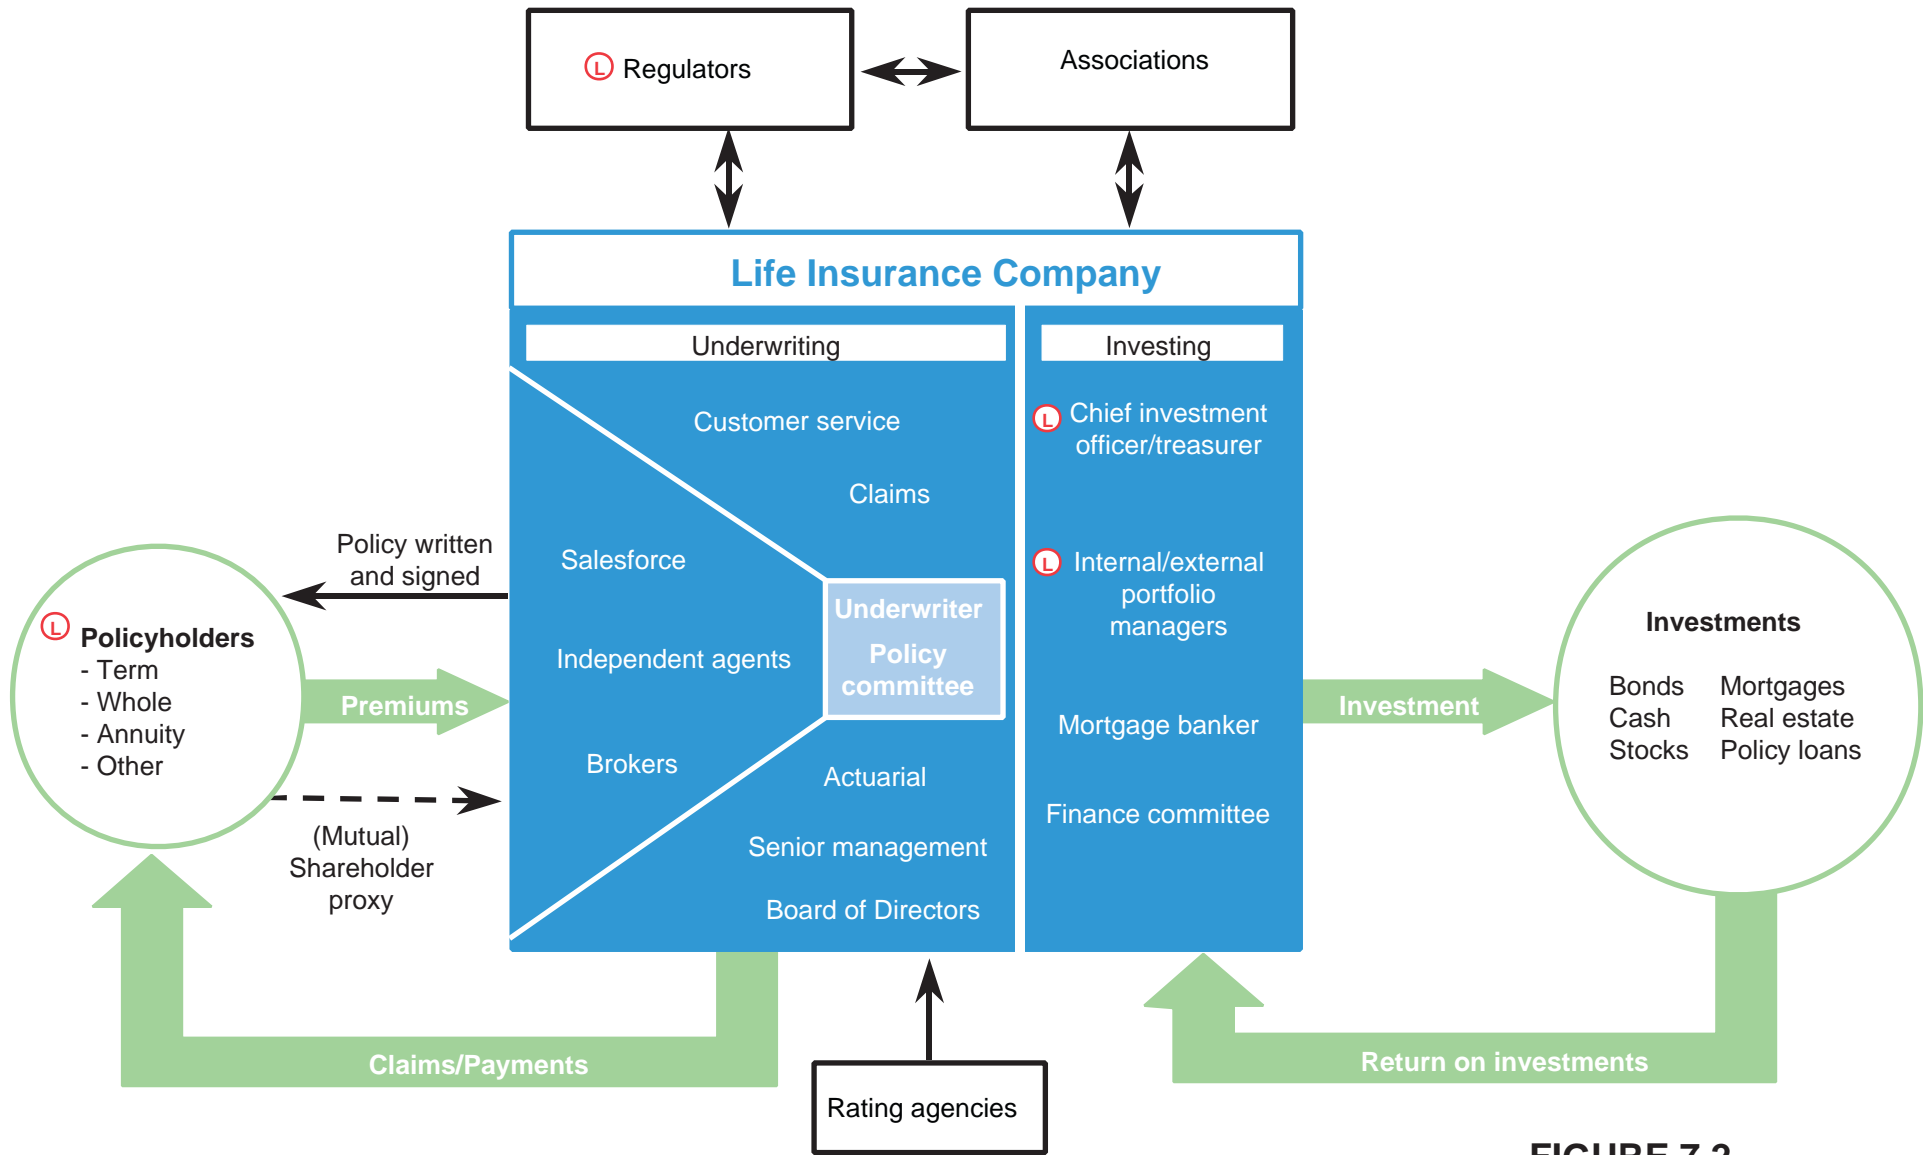 L Regulators
Associations
Life Insurance Company
Underwriting
Investing
Customer service
Claims
Salesforce
Independent agents
Brokers
Underwriter
Policy
committee
Actuarial
Senior management
Board of Directors
L Chief investment
officer/treasurer
L Internal/external
portfolio
managers
Mortgage banker
Finance committee
Policy written
and signed
L Policyholders
- Term
- Whole
- Annuity
- Other
Premiums
(Mutual)
Shareholder
proxy
Claims/Payments
Rating agencies
Investment
Investments
Bonds Mortgages
Cash Real estate
Stocks Policy loans
Return on investments
FIGURE 7.2